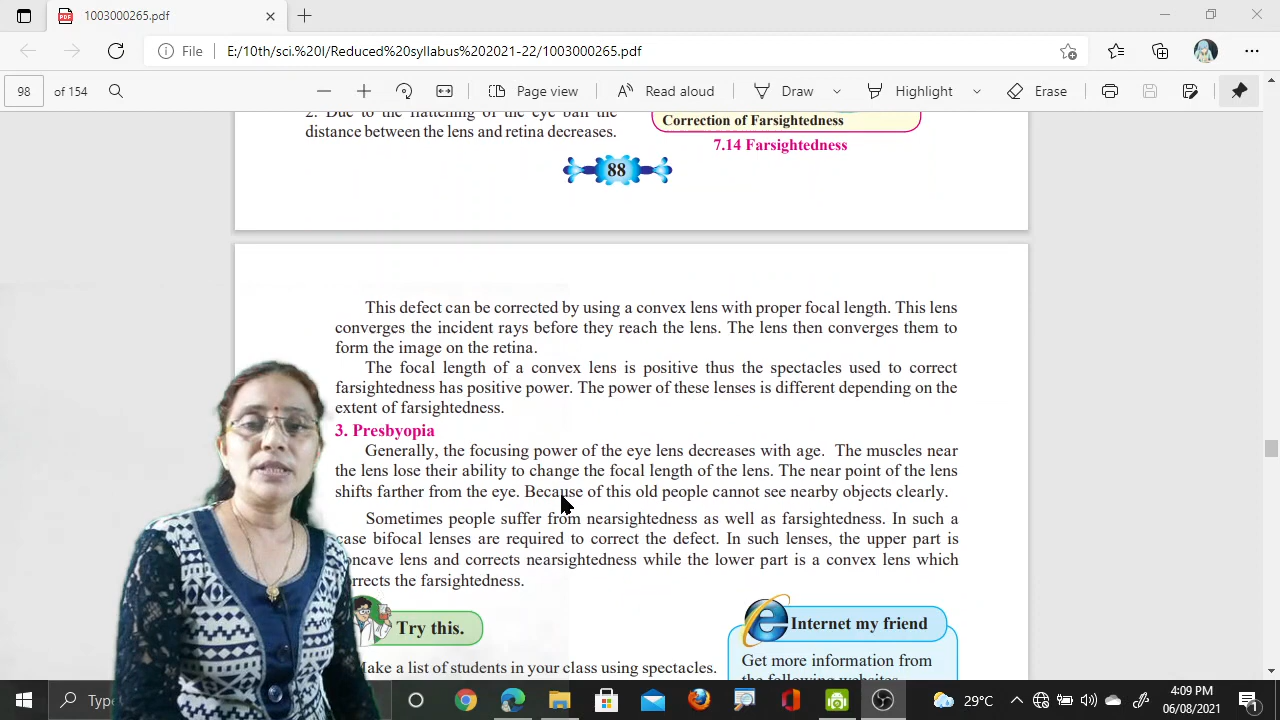 1003000265.pdf
File
E:/10th/sci.%20I/Reduced%20syllabus%202021-22/1003000265.pdf
98 of 154
Page view
Read aloud
Draw
Highlight
Erase
2. Due to the flattening of the eye ball the
distance between the lens and retina decreases.
Correction of Farsightedness
7.14 Farsightedness
88
This defect can be corrected by using a convex lens with proper focal length. This lens
converges the incident rays before they reach the lens. The lens then converges them to
form the image on the retina.
The focal length of a convex lens is positive thus the spectacles used to correct
farsightedness has positive power. The power of these lenses is different depending on the
extent of farsightedness.
3. Presbyopia
Generally, the focusing power of the eye lens decreases with age. The muscles near
the lens lose their ability to change the focal length of the lens. The near point of the lens
shifts farther from the eye. Because of this old people cannot see nearby objects clearly.
Sometimes people suffer from nearsightedness as well as farsightedness. In such a
case bifocal lenses are required to correct the defect. In such lenses, the upper part is
concave lens and corrects nearsightedness while the lower part is a convex lens which
corrects the farsightedness.
Try this.
Internet my friend
Make a list of students in your class using spectacles.
Get more information from
the following websites
Type
29°C
4:09 PM
06/08/2021
1